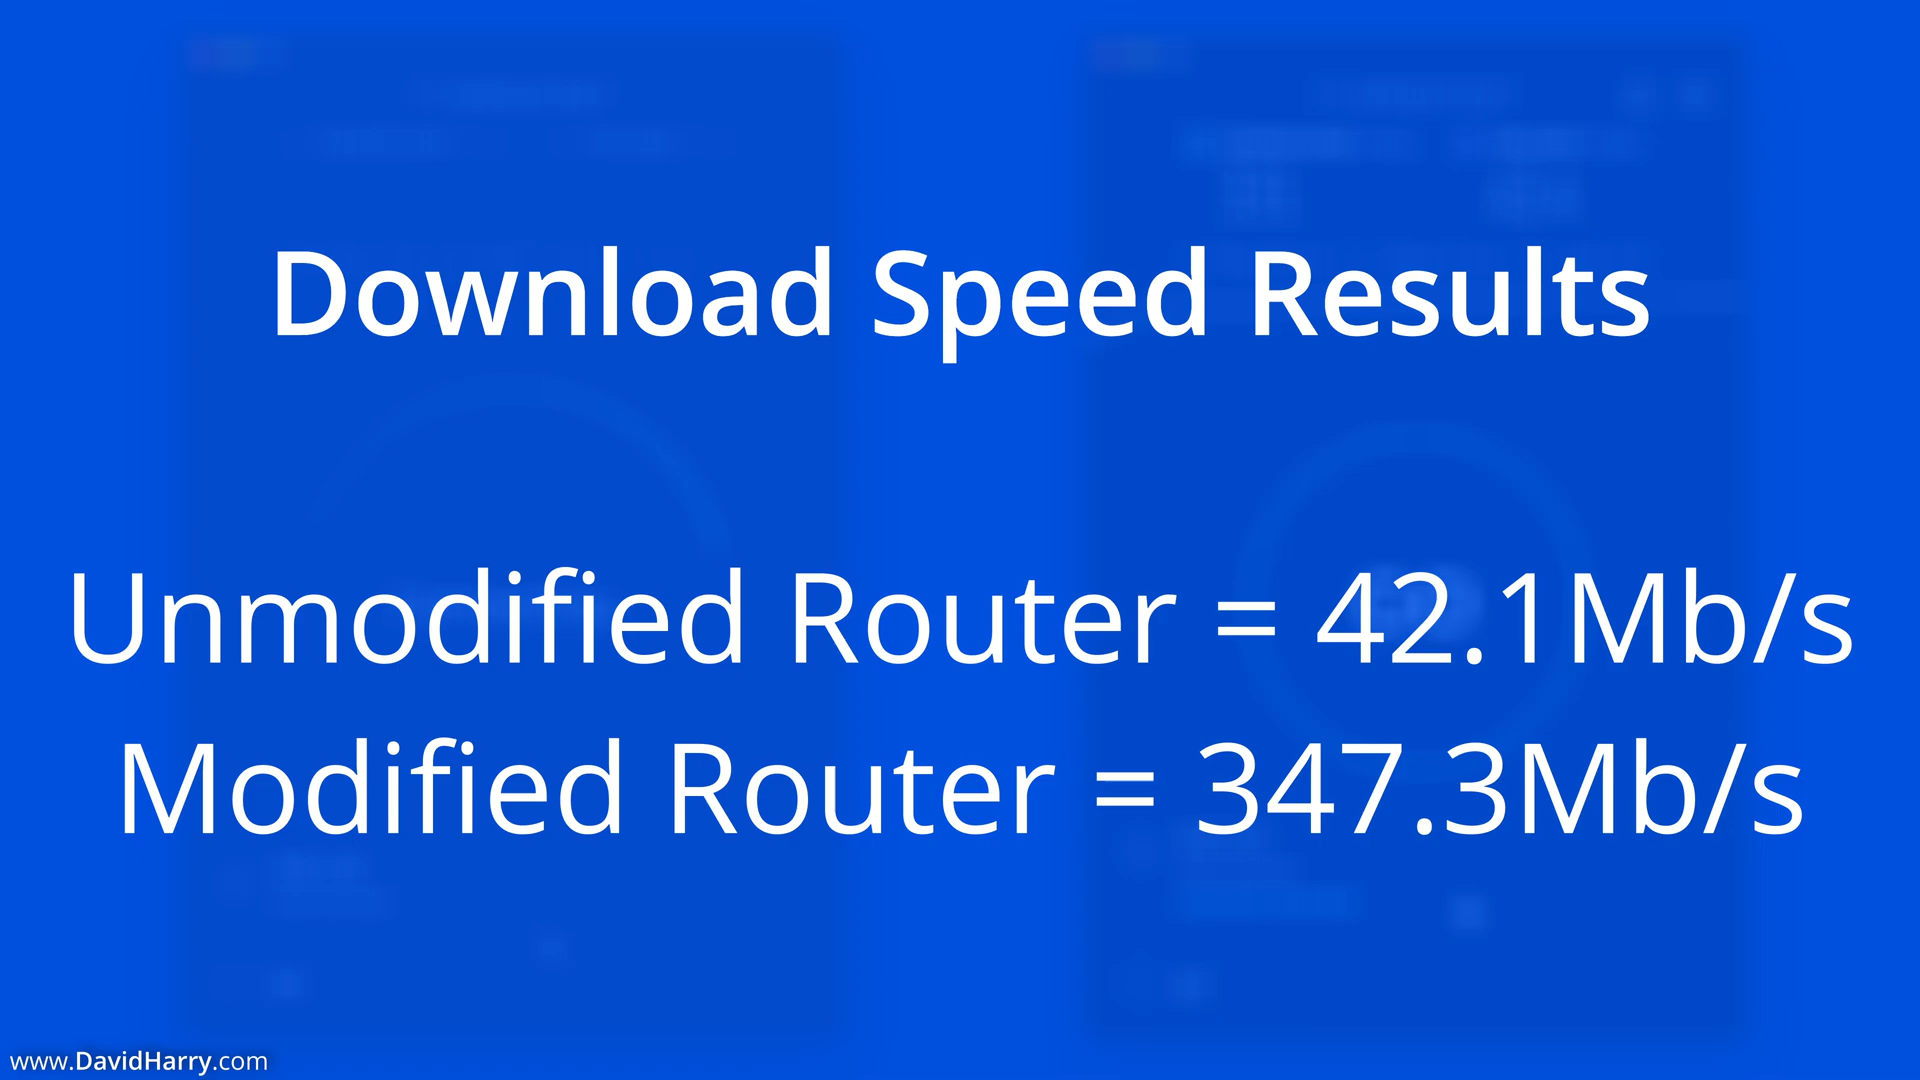 Download Speed Results
Unmodified Router = 42.1Mb/s
Modified Router = 347.3Mb/s
www.DavidHarry.com